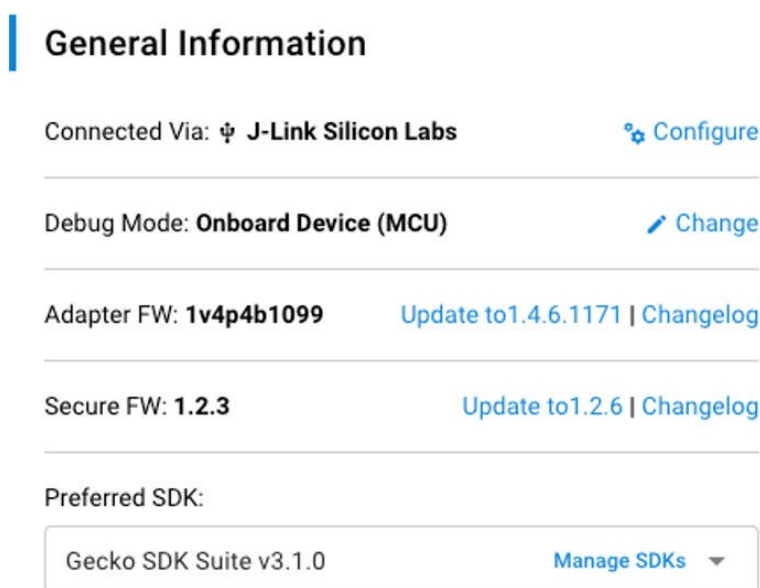 General Information
Connected Via: J-Link Silicon Labs Configure
Debug Mode: Onboard Device (MCU) Change
Adapter FW: 1v4p4b1099 Update to1.4.6.1171 | Changelog
Secure FW: 1.2.3 Update to1.2.6 | Changelog
Preferred SDK:
Gecko SDK Suite v3.1.0 Manage SDKs